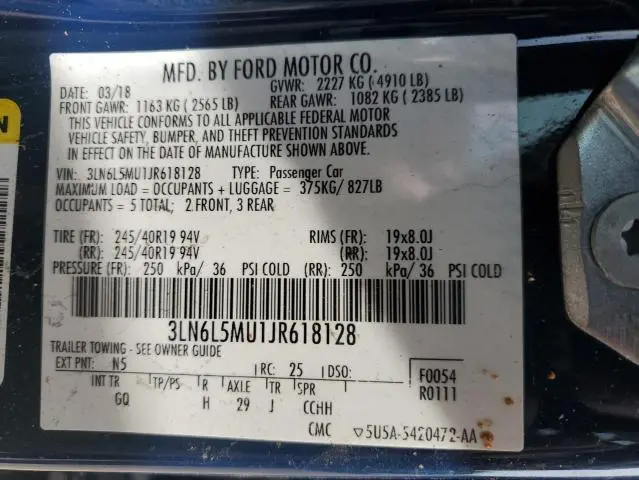 MFD. BY FORD MOTOR CO.
DATE: 03/18 GVWR: 2227 KG (4910 LB)
FRONT GAWR: 1163 KG (2565 LB) REAR GAWR: 1082 KG (2385 LB)
THIS VEHICLE CONFORMS TO ALL APPLICABLE FEDERAL MOTOR
VEHICLE SAFETY, BUMPER, AND THEFT PREVENTION STANDARDS
IN EFFECT ON THE DATE OF MANUFACTURE SHOWN ABOVE.
VIN: 3LN6L5MU1JR618128 TYPE: Passenger Car
MAXIMUM LOAD = OCCUPANTS + LUGGAGE = 375KG/ 827LB
OCCUPANTS = 5 TOTAL; 2 FRONT, 3 REAR
TIRE (FR): 245/40R19 94V RIMS (FR): 19x8.0J
(RR): 245/40R19 94V (RR): 19x8.0J
PRESSURE (FR): 250 kPa/ 36 PSI COLD (RR): 250 kPa/ 36 PSI COLD
3LN6L5MU1JR618128
TRAILER TOWING - SEE OWNER GUIDE
EXT PNT: N5 RC: 25 DSO: F0054
INT TR TP/PS R AXLE TR SPR R0111
GQ H 29 J CCHH
CMC ▽5U5A-5420472-AA